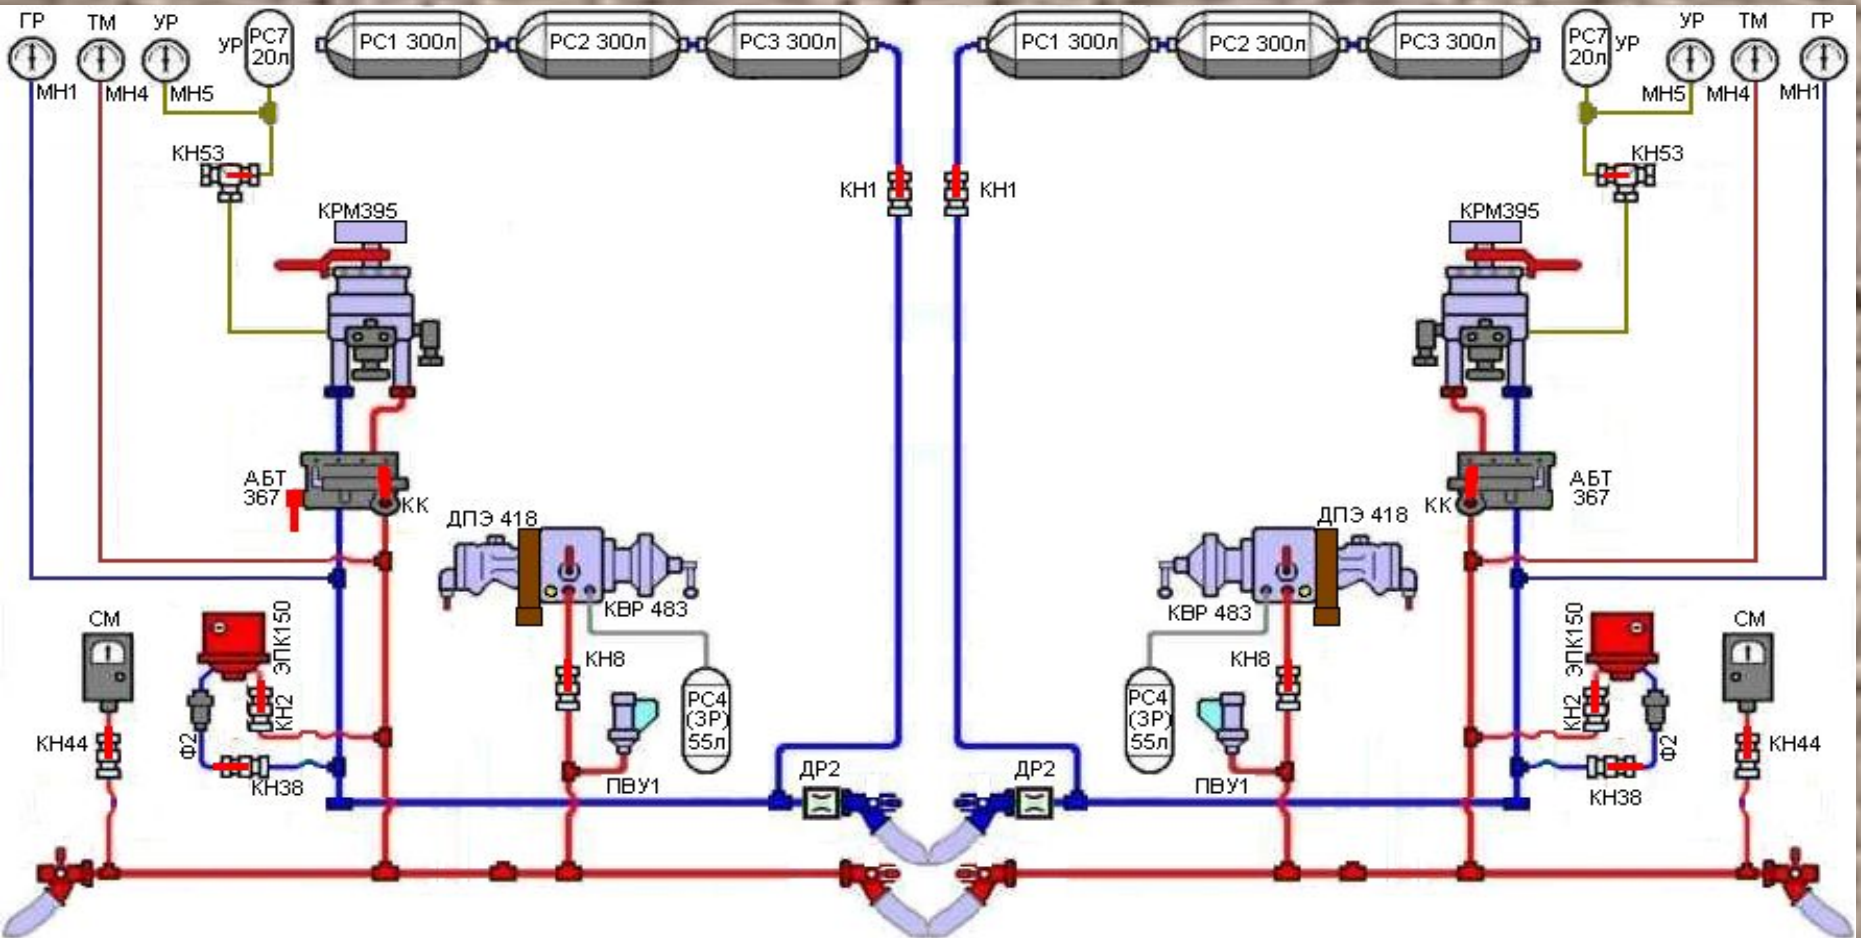 ГР ТМ УР УР РС7 20л РС1 300л РС2 300л РС3 300л РС1 300л РС2 300л РС3 300л РС7 20л УР УР ТМ ГР
МН1 МН4 МН5 МН5 МН4 МН1
КН53 КН53
КН1 КН1
КРМ395 КРМ395
АБТ 367 КК КК АБТ 367
ДПЭ 418 ДПЭ 418
КВР 483 КВР 483
СМ ЭПК150 ЭПК150 СМ
КН8 КН8
РС4 (ЗР) 55л РС4 (ЗР) 55л
КН2 КН2
КН44 Ф2 Ф2 КН44
КН38 ПВУ1 ДР2 ДР2 ПВУ1 КН38